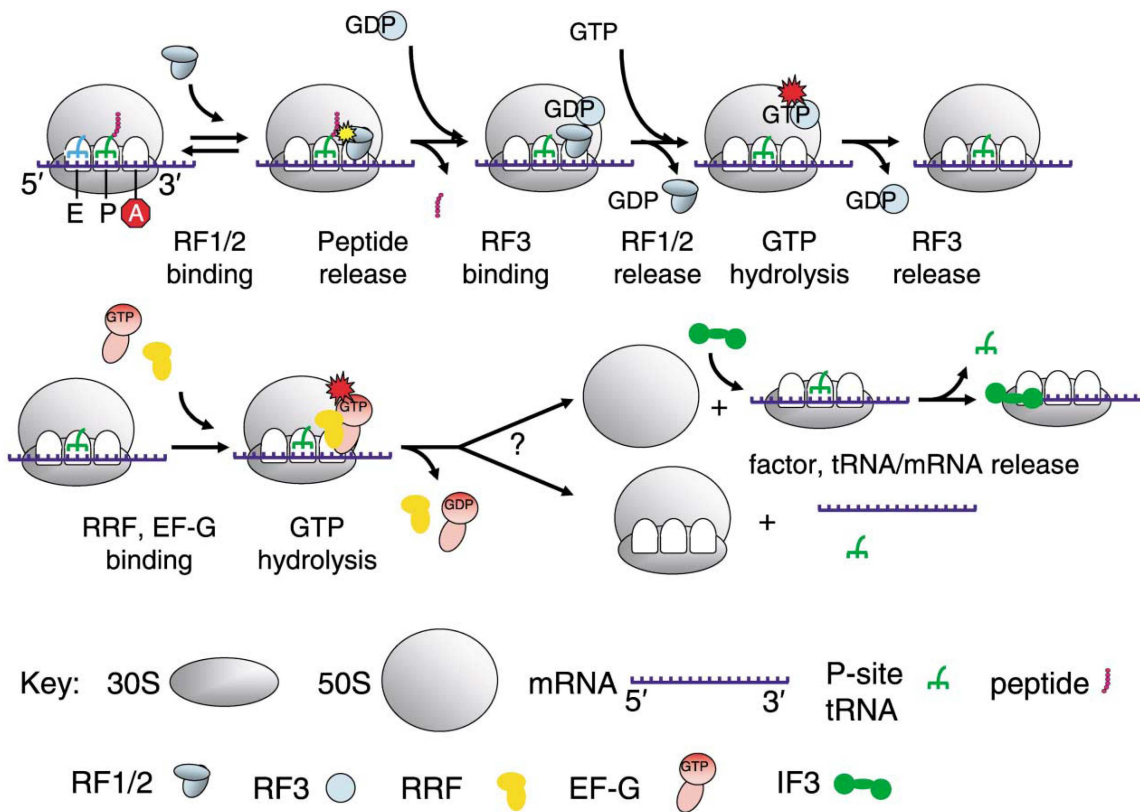 GDP
GTP
GDP
GTP
5′ 3′
E P A
GDP
GDP
RF1/2
binding
Peptide
release
RF3
binding
RF1/2
release
GTP
hydrolysis
RF3
release
GTP
GTP
+
?
factor, tRNA/mRNA release
GDP
+
RRF, EF-G
binding
GTP
hydrolysis
Key: 30S 50S mRNA 5′ 3′ P-site
tRNA peptide
RF1/2 RF3 RRF EF-G GTP IF3